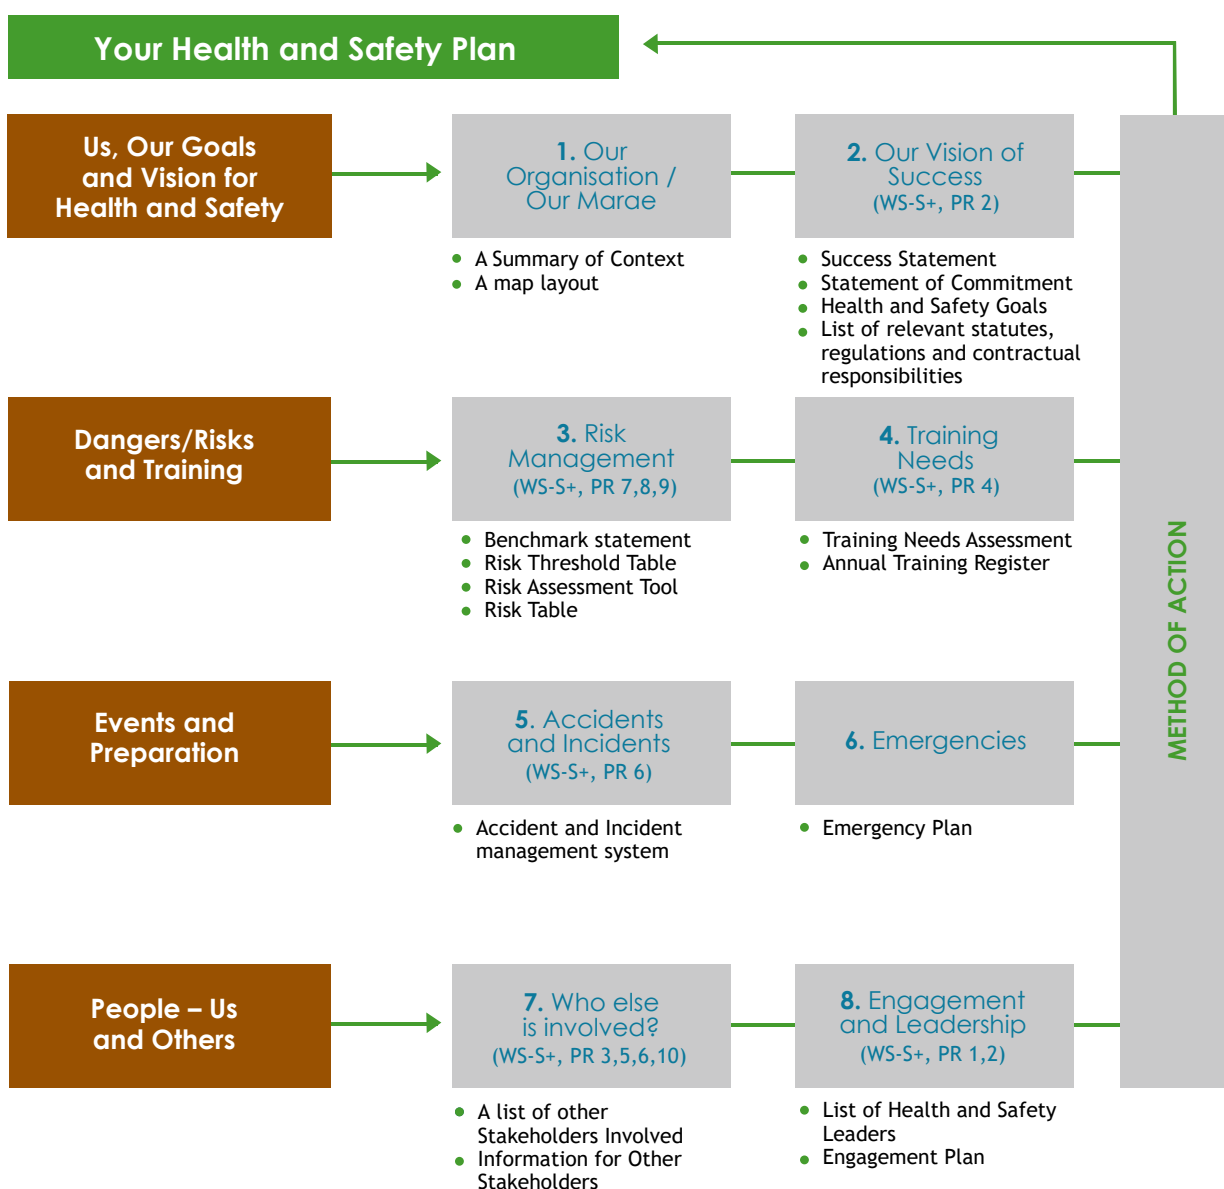 Your Health and Safety Plan
Us, Our Goals
and Vision for
Health and Safety
1. Our
Organisation /
Our Marae
2. Our Vision of
Success
(WS-S+, PR 2)
A Summary of Context
A map layout
Success Statement
Statement of Commitment
Health and Safety Goals
List of relevant statutes,
regulations and contractual
responsibilities
Dangers/Risks
and Training
3. Risk
Management
(WS-S+, PR 7,8,9)
4. Training
Needs
(WS-S+, PR 4)
Benchmark statement
Risk Threshold Table
Risk Assessment Tool
Risk Table
Training Needs Assessment
Annual Training Register
Events and
Preparation
5. Accidents
and Incidents
(WS-S+, PR 6)
6. Emergencies
Accident and Incident
management system
Emergency Plan
People – Us
and Others
7. Who else
is involved?
(WS-S+, PR 3,5,6,10)
8. Engagement
and Leadership
(WS-S+, PR 1,2)
A list of other
Stakeholders Involved
Information for Other
Stakeholders
List of Health and Safety
Leaders
Engagement Plan
METHOD OF ACTION